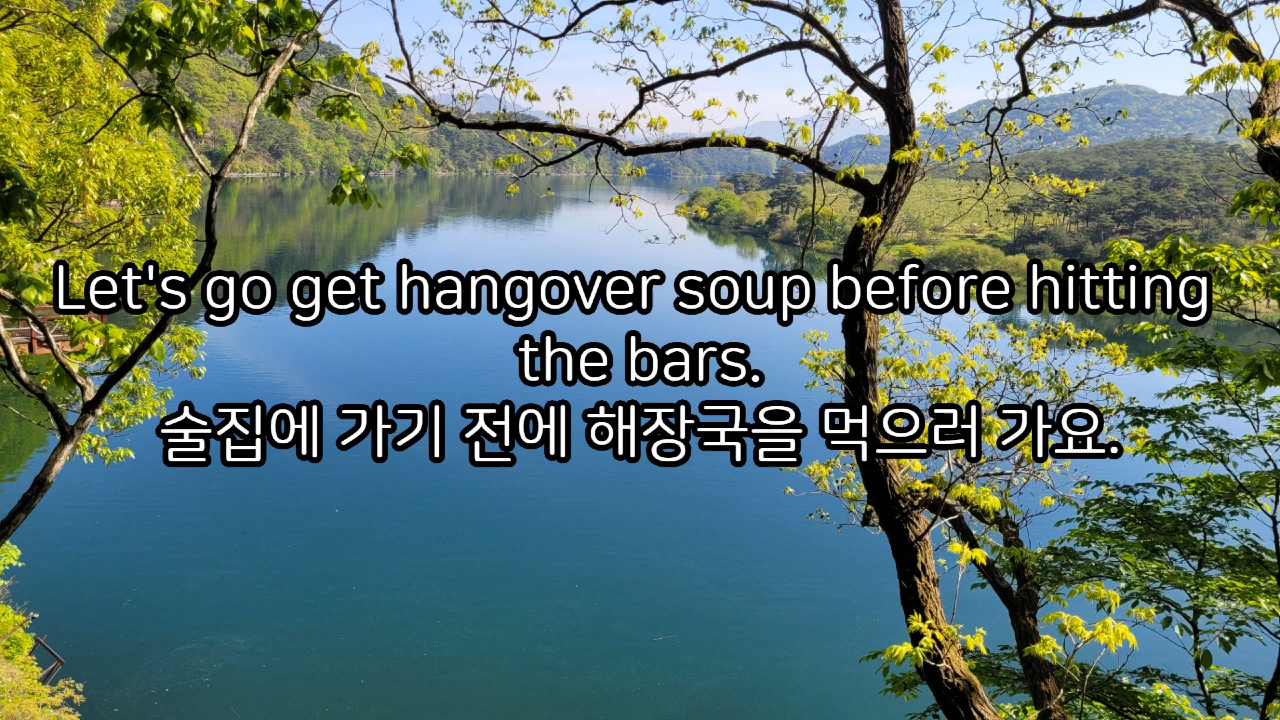 Let's go get hangover soup before hitting
the bars.
술집에 가기 전에 해장국을 먹으러 가요.